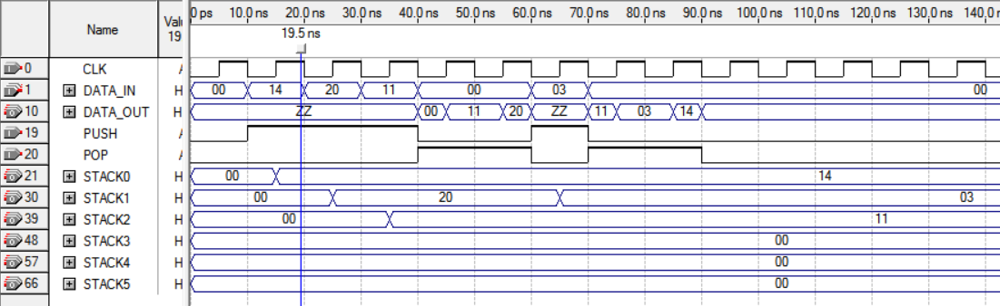 Name
Valu
19
0 ps 10.0 ns 20.0 ns 30.0 ns 40.0 ns 50.0 ns 60.0 ns 70.0 ns 80.0 ns 90.0 ns 100.0 ns 110.0 ns 120.0 ns 130.0 ns 140.0 n
19.5 ns
0 CLK A
1 DATA_IN H 00 14 20 11 00 03 00
10 DATA_OUT H ZZ 00 11 20 ZZ 11 03 14
19 PUSH A
20 POP A
21 STACK0 H 00 14
30 STACK1 H 00 20 03
39 STACK2 H 00 11
48 STACK3 H 00
57 STACK4 H 00
66 STACK5 H 00